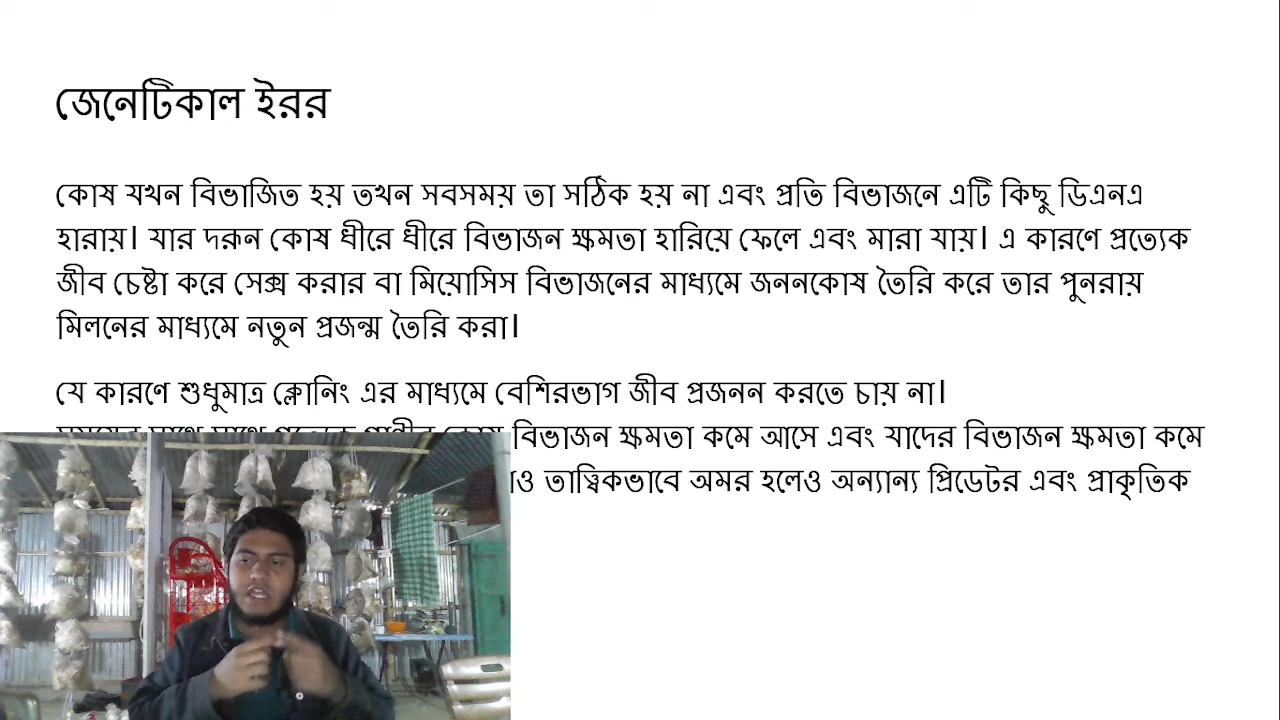 জেনেটিকাল ইরর
কোষ যখন বিভাজিত হয় তখন সবসময় তা সঠিক হয় না এবং প্রতি বিভাজনে এটি কিছু ডিএনএ
হারায়। যার দরূন কোষ ধীরে ধীরে বিভাজন ক্ষমতা হারিয়ে ফেলে এবং মারা যায়। এ কারণে প্রত্যেক
জীব চেষ্টা করে সেক্স করার বা মিয়োসিস বিভাজনের মাধ্যমে জননকোষ তৈরি করে তার পুনরায়
মিলনের মাধ্যমে নতুন প্রজন্ম তৈরি করা।
যে কারণে শুধুমাত্র ক্লোনিং এর মাধ্যমে বেশিরভাগ জীব প্রজনন করতে চায় না।
বিভাজন ক্ষমতা কমে আসে এবং যাদের বিভাজন ক্ষমতা কমে
তাত্ত্বিকভাবে অমর হলেও অন্যান্য প্রিডেটর এবং প্রাকৃতিক